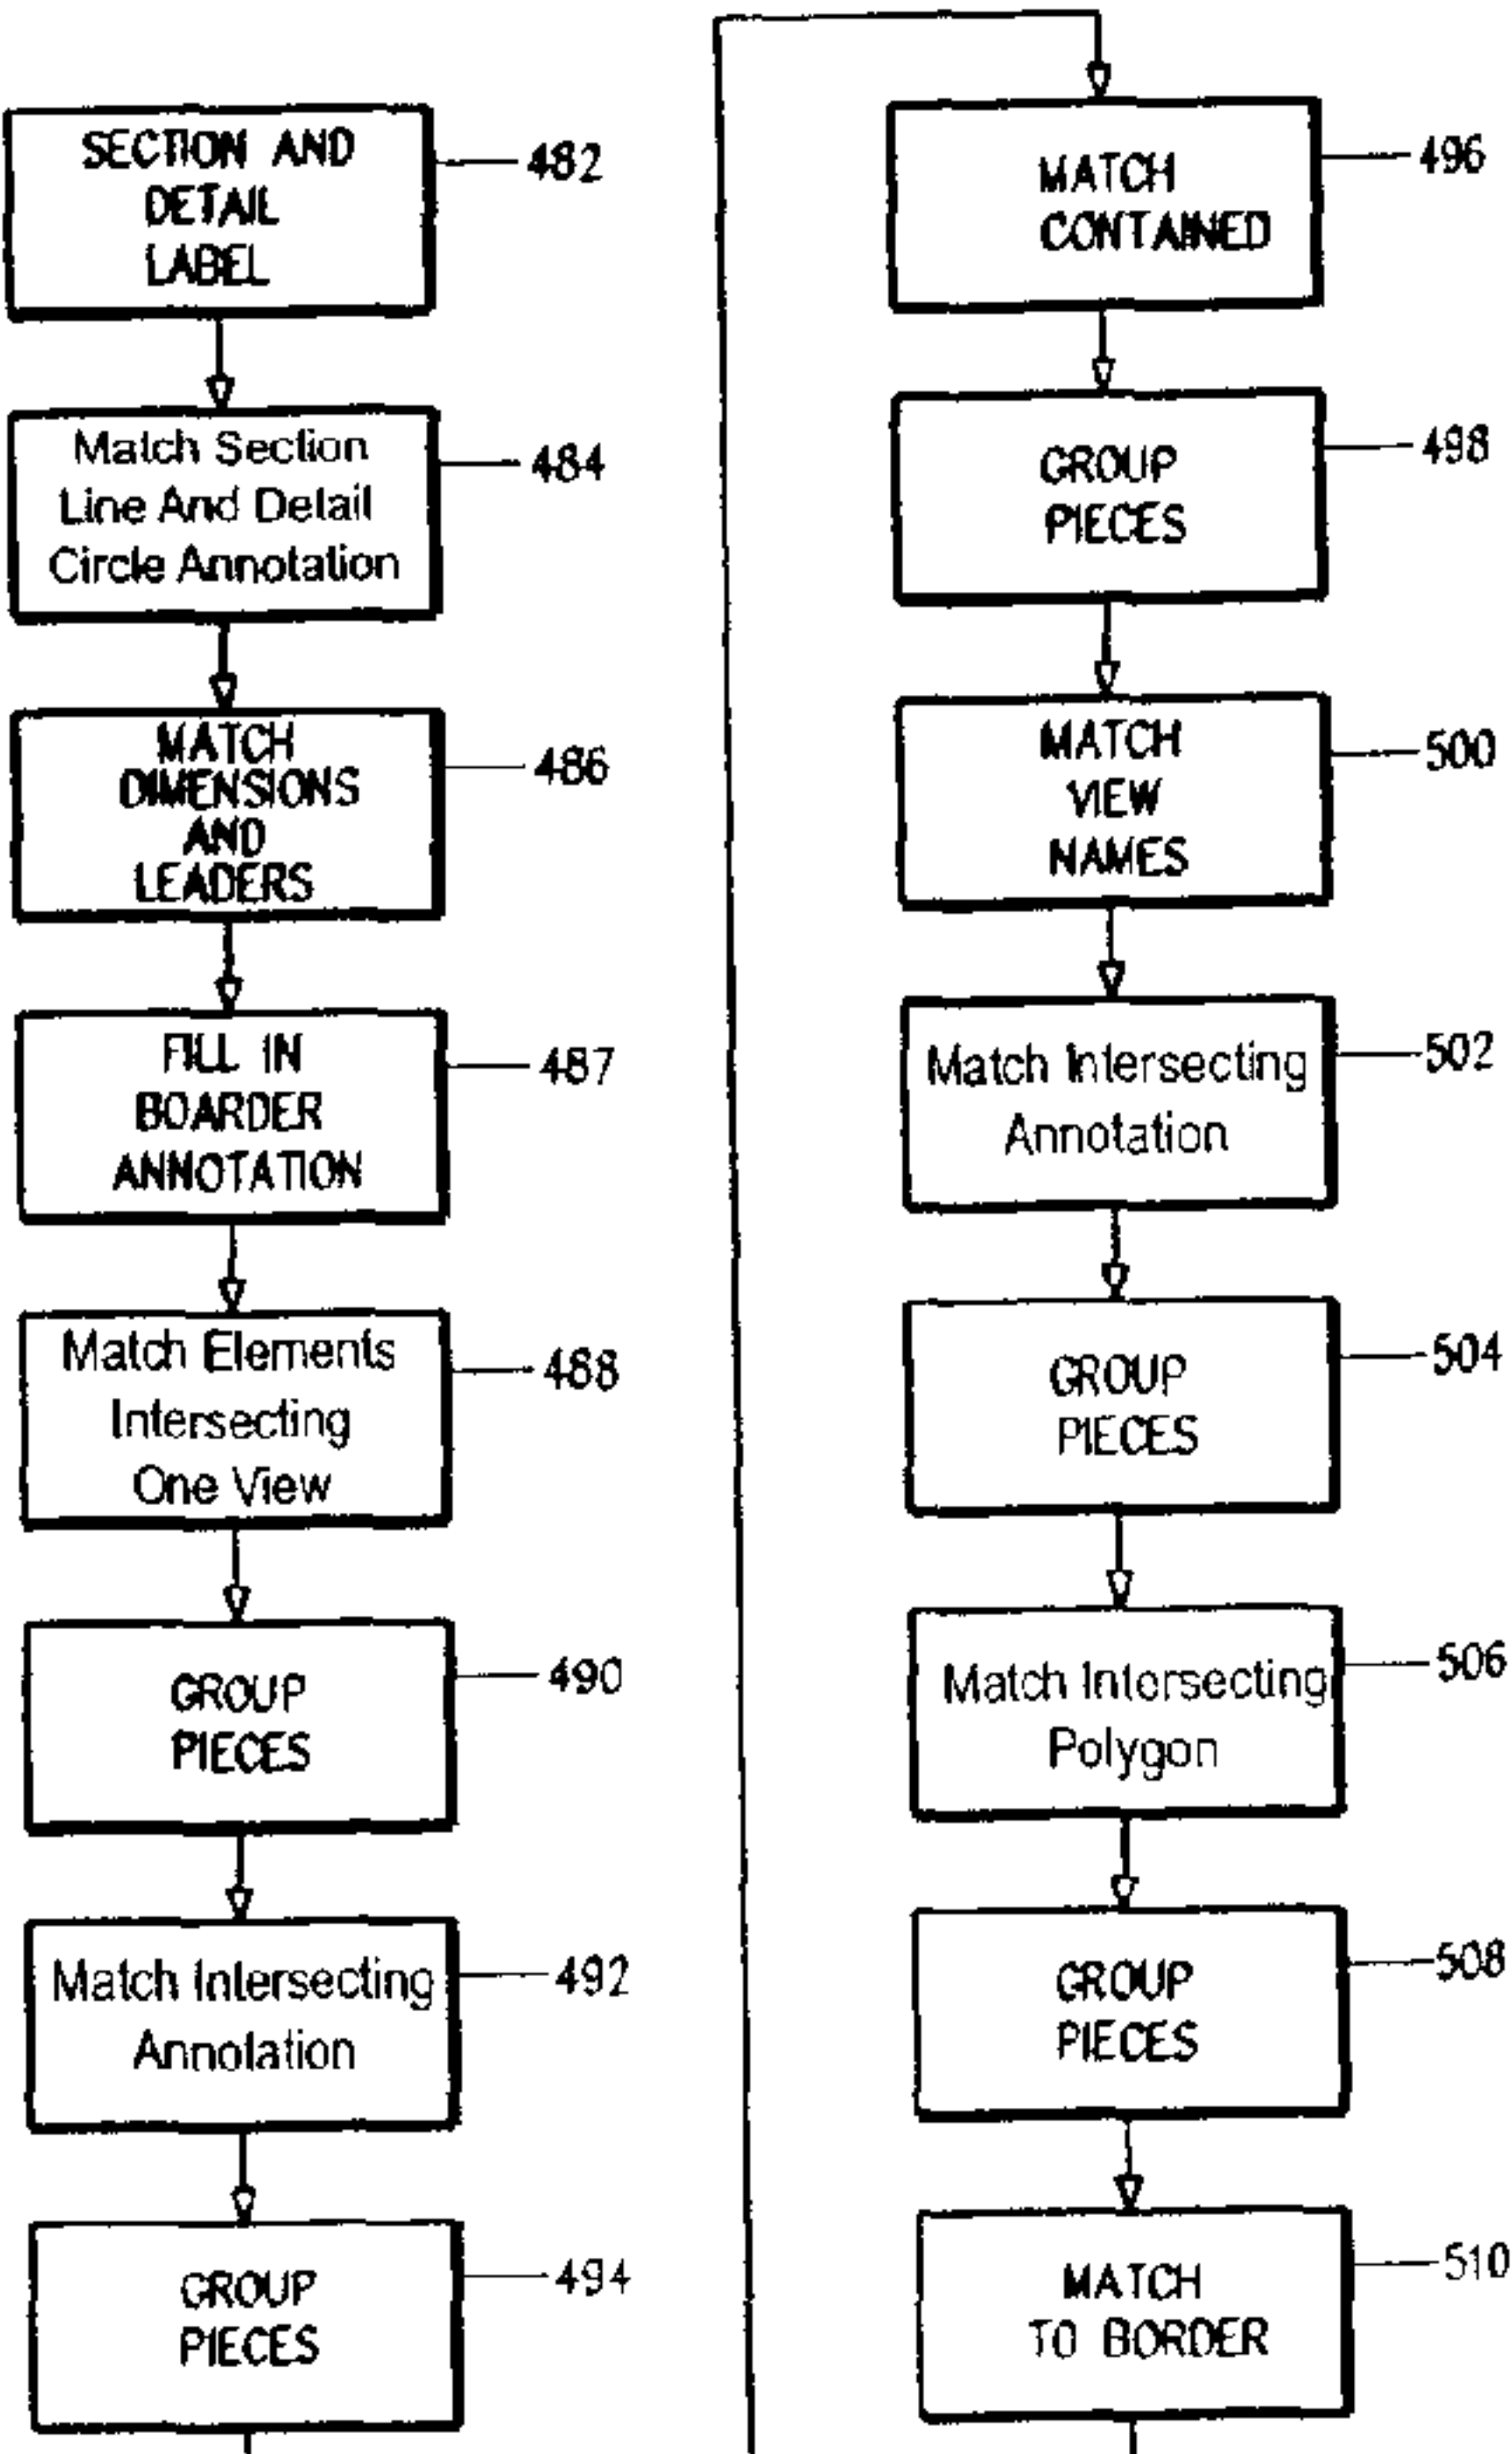 SECTION AND
DETAIL
LABEL
482
Match Section
Line And Detail
Circle Annotation
484
MATCH
DIMENSIONS
AND
LEADERS
486
FILL IN
BOARDER
ANNOTATION
487
Match Elements
Intersecting
One View
488
GROUP
PIECES
490
Match Intersecting
Annotation
492
GROUP
PIECES
494
MATCH
CONTAINED
496
GROUP
PIECES
498
MATCH
VIEW
NAMES
500
Match Intersecting
Annotation
502
GROUP
PIECES
504
Match Intersecting
Polygon
506
GROUP
PIECES
508
MATCH
TO BORDER
510